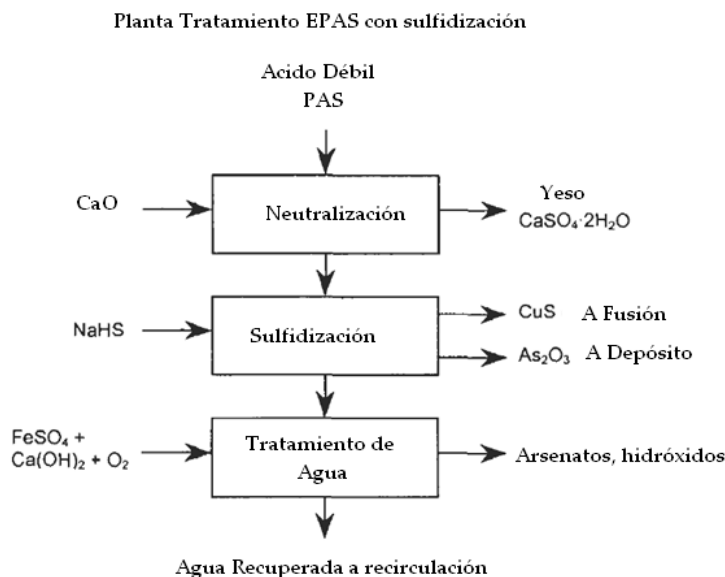 Planta Tratamiento EPAS con sulfidización
Acido Débil
PAS
CaO
Neutralización
Yeso
CaSO₄·2H₂O
NaHS
Sulfidización
CuS A Fusión
As₂O₃ A Depósito
FeSO₄ +
Ca(OH)₂ + O₂
Tratamiento de
Agua
Arsenatos, hidróxidos
Agua Recuperada a recirculación